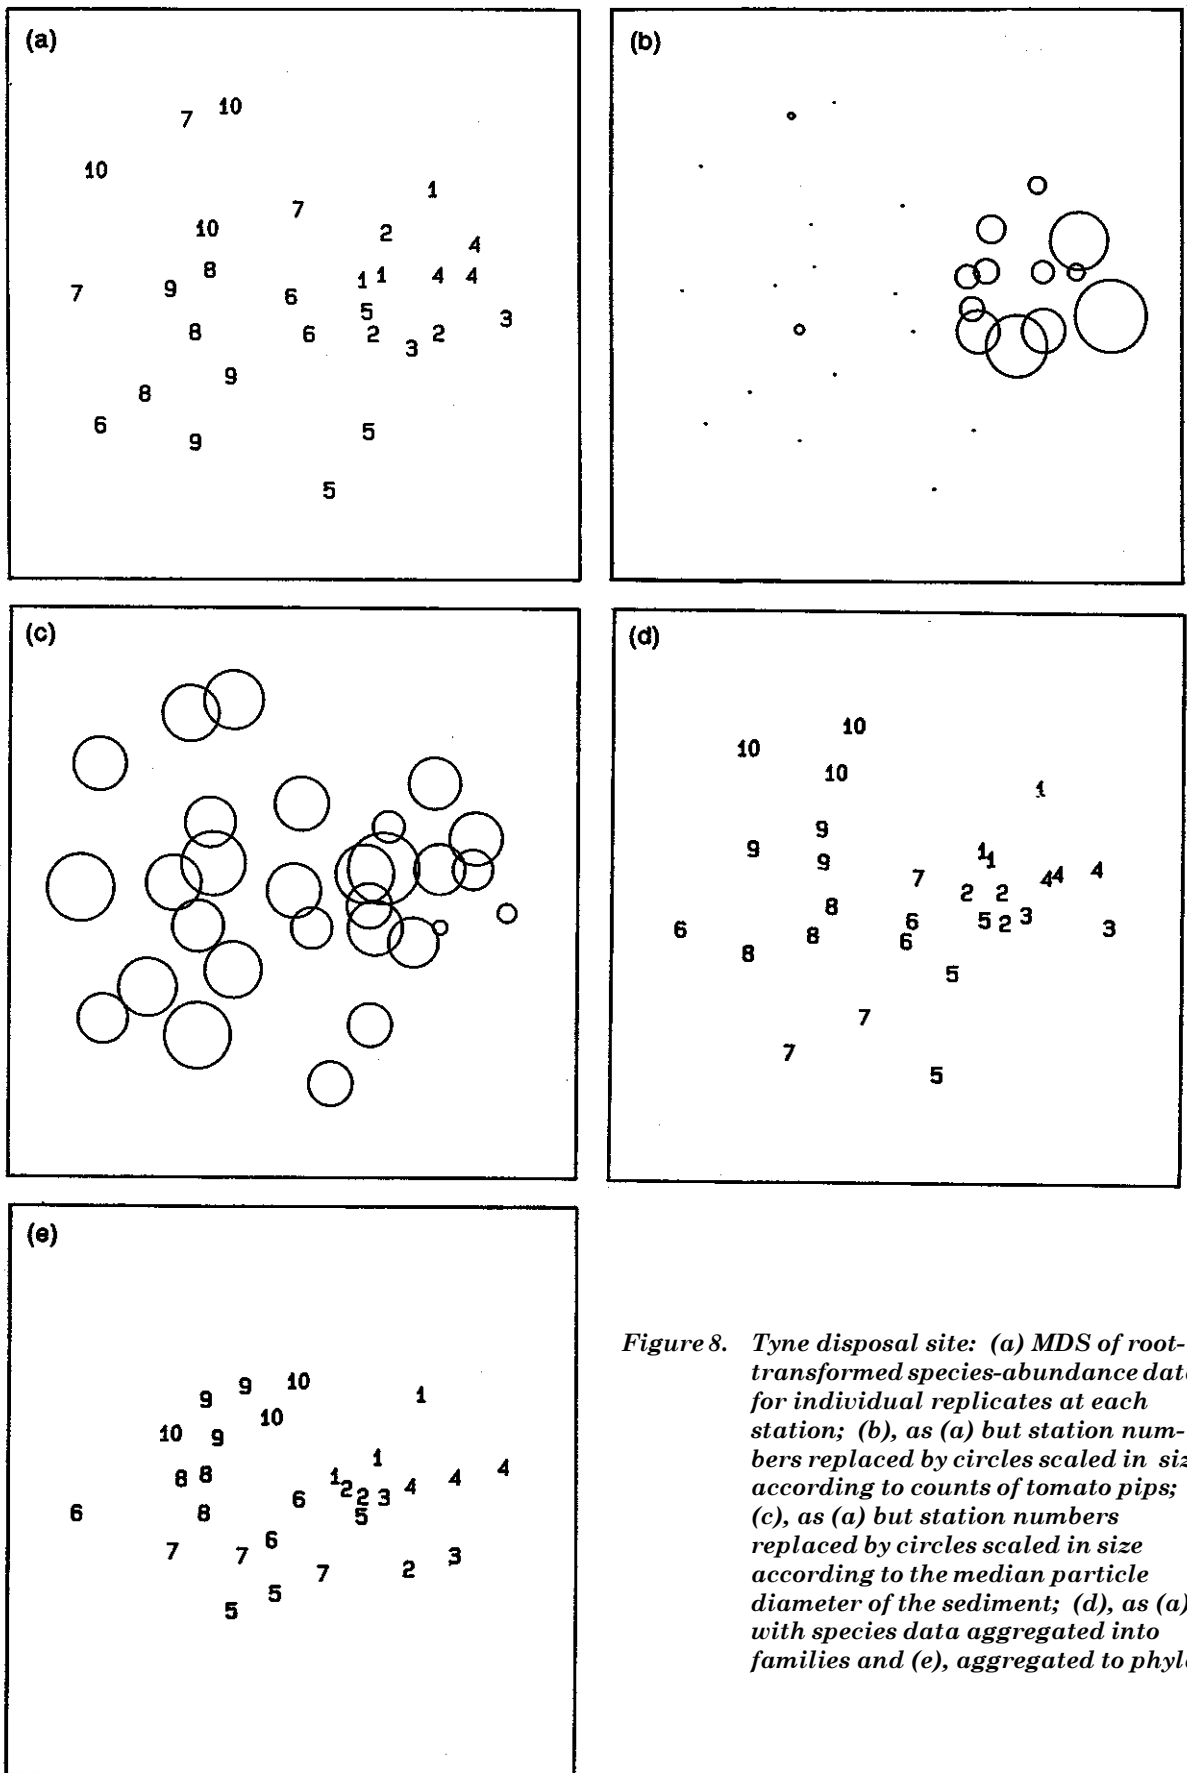 (a)
7 10
10
1
7
10 2
4
8 1 1 4 4
7 9 6
5 3
8 6 2 2
3
9
8
6 5
9
5
(b)
(c)
(d)
10
10
10
1
9
9 1
9 1
7 4 4 4
2 2
8
6 5 2 3 3
6 8 6
8
5
7
7
5
(e)
9 10
9 1
10
10 9
1
8 8 1 4 4
2 4
6 6 2 3
8 5
6
7 7 3
7 2
5
5
Figure 8. Tyne disposal site: (a) MDS of root-
transformed species-abundance data
for individual replicates at each
station; (b), as (a) but station num-
bers replaced by circles scaled in siz
according to counts of tomato pips;
(c), as (a) but station numbers
replaced by circles scaled in size
according to the median particle
diameter of the sediment; (d), as (a)
with species data aggregated into
families and (e), aggregated to phyl